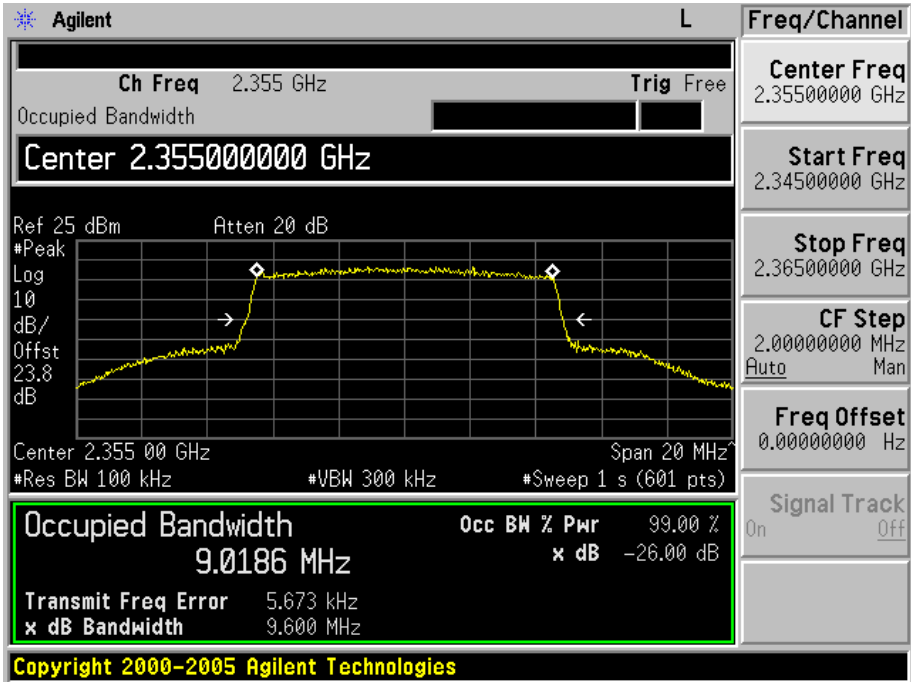 Agilent L Freq/Channel
Ch Freq 2.355 GHz Trig Free
Occupied Bandwidth
Center 2.355000000 GHz
Ref 25 dBm Atten 20 dB
#Peak
Log
10
dB/
Offst
23.8
dB
Center 2.355 00 GHz Span 20 MHz^
#Res BW 100 kHz #VBW 300 kHz #Sweep 1 s (601 pts)
Occupied Bandwidth
9.0186 MHz
Occ BW % Pwr 99.00 %
x dB -26.00 dB
Transmit Freq Error 5.673 kHz
x dB Bandwidth 9.600 MHz
Copyright 2000-2005 Agilent Technologies
Center Freq
2.35500000 GHz
Start Freq
2.34500000 GHz
Stop Freq
2.36500000 GHz
CF Step
2.00000000 MHz
Auto Man
Freq Offset
0.00000000 Hz
Signal Track
On Off